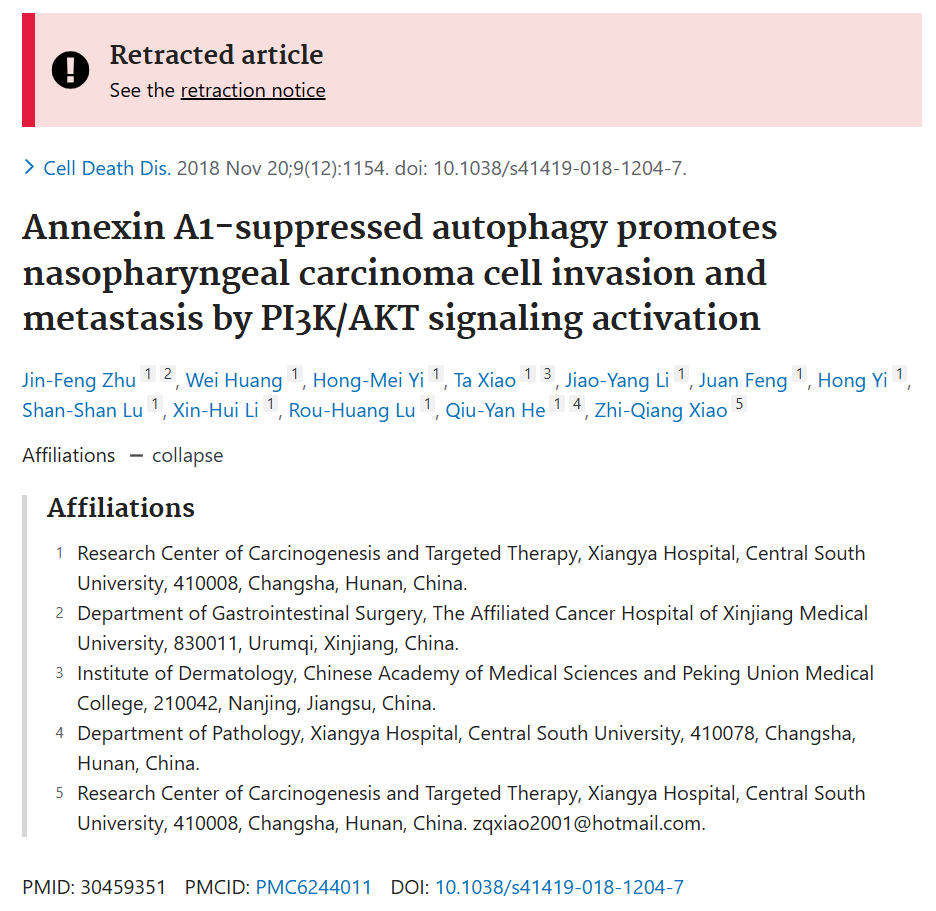 Retracted article
See the retraction notice
Cell Death Dis. 2018 Nov 20;9(12):1154. doi: 10.1038/s41419-018-1204-7.
Annexin A1-suppressed autophagy promotes
nasopharyngeal carcinoma cell invasion and
metastasis by PI3K/AKT signaling activation
Jin-Feng Zhu 1 2, Wei Huang 1, Hong-Mei Yi 1, Ta Xiao 1 3, Jiao-Yang Li 1, Juan Feng 1, Hong Yi 1,
Shan-Shan Lu 1, Xin-Hui Li 1, Rou-Huang Lu 1, Qiu-Yan He 1 4, Zhi-Qiang Xiao 5
Affiliations — collapse
Affiliations
1 Research Center of Carcinogenesis and Targeted Therapy, Xiangya Hospital, Central South
University, 410008, Changsha, Hunan, China.
2 Department of Gastrointestinal Surgery, The Affiliated Cancer Hospital of Xinjiang Medical
University, 830011, Urumqi, Xinjiang, China.
3 Institute of Dermatology, Chinese Academy of Medical Sciences and Peking Union Medical
College, 210042, Nanjing, Jiangsu, China.
4 Department of Pathology, Xiangya Hospital, Central South University, 410078, Changsha,
Hunan, China.
5 Research Center of Carcinogenesis and Targeted Therapy, Xiangya Hospital, Central South
University, 410008, Changsha, Hunan, China. zqxiao2001@hotmail.com.
PMID: 30459351 PMCID: PMC6244011 DOI: 10.1038/s41419-018-1204-7